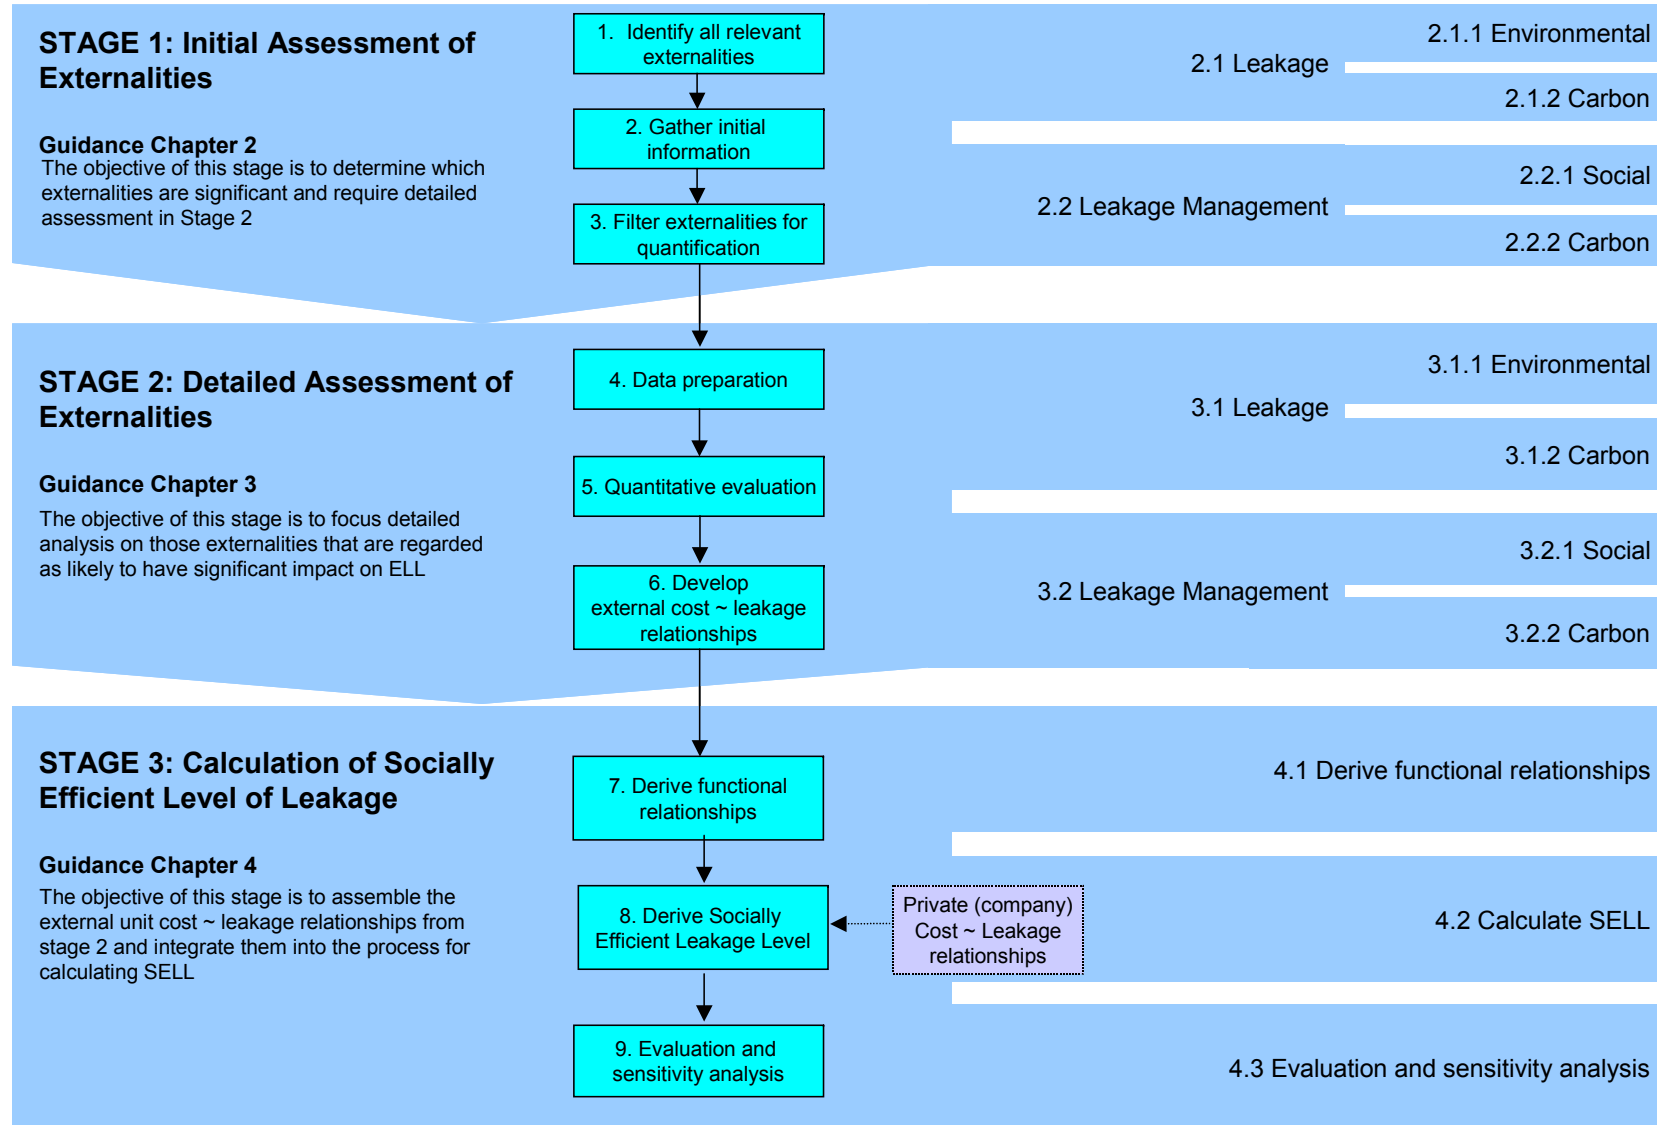 STAGE 1: Initial Assessment of
Externalities
Guidance Chapter 2
The objective of this stage is to determine which
externalities are significant and require detailed
assessment in Stage 2
1. Identify all relevant
externalities
2. Gather initial
information
3. Filter externalities for
quantification
2.1 Leakage
2.1.1 Environmental
2.1.2 Carbon
2.2 Leakage Management
2.2.1 Social
2.2.2 Carbon
STAGE 2: Detailed Assessment of
Externalities
Guidance Chapter 3
The objective of this stage is to focus detailed
analysis on those externalities that are regarded
as likely to have significant impact on ELL
4. Data preparation
5. Quantitative evaluation
6. Develop
external cost ~ leakage
relationships
3.1 Leakage
3.1.1 Environmental
3.1.2 Carbon
3.2 Leakage Management
3.2.1 Social
3.2.2 Carbon
STAGE 3: Calculation of Socially
Efficient Level of Leakage
Guidance Chapter 4
The objective of this stage is to assemble the
external unit cost ~ leakage relationships from
stage 2 and integrate them into the process for
calculating SELL
7. Derive functional
relationships
8. Derive Socially
Efficient Leakage Level
Private (company)
Cost ~ Leakage
relationships
9. Evaluation and
sensitivity analysis
4.1 Derive functional relationships
4.2 Calculate SELL
4.3 Evaluation and sensitivity analysis